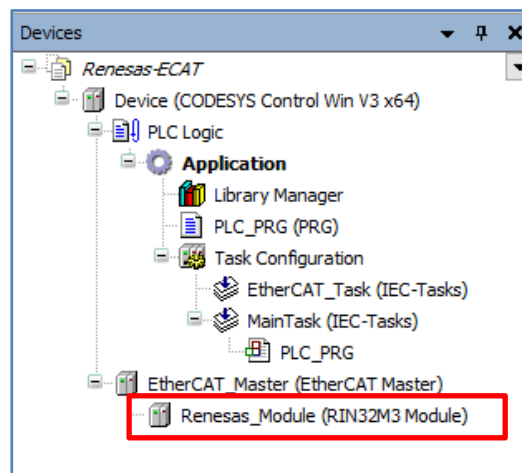 Devices
Renesas-ECAT
Device (CODESYS Control Win V3 x64)
PLC Logic
Application
Library Manager
PLC_PRG (PRG)
Task Configuration
EtherCAT_Task (IEC-Tasks)
MainTask (IEC-Tasks)
PLC_PRG
EtherCAT_Master (EtherCAT Master)
Renesas_Module (RIN32M3 Module)